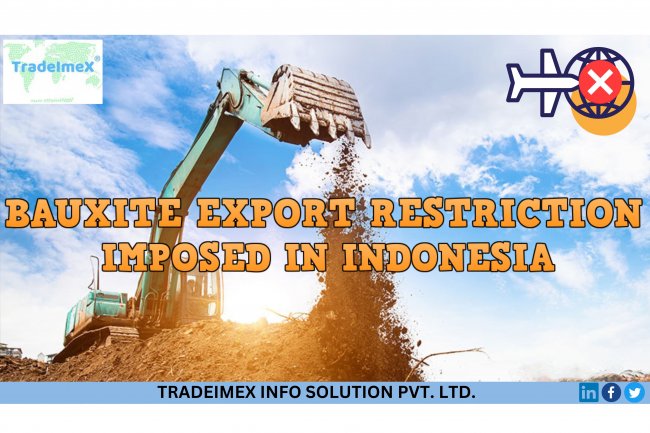 TradeImeX®
BAUXITE EXPORT RESTRICTION
IMPOSED IN INDONESIA
TRADEIMEX INFO SOLUTION PVT. LTD.